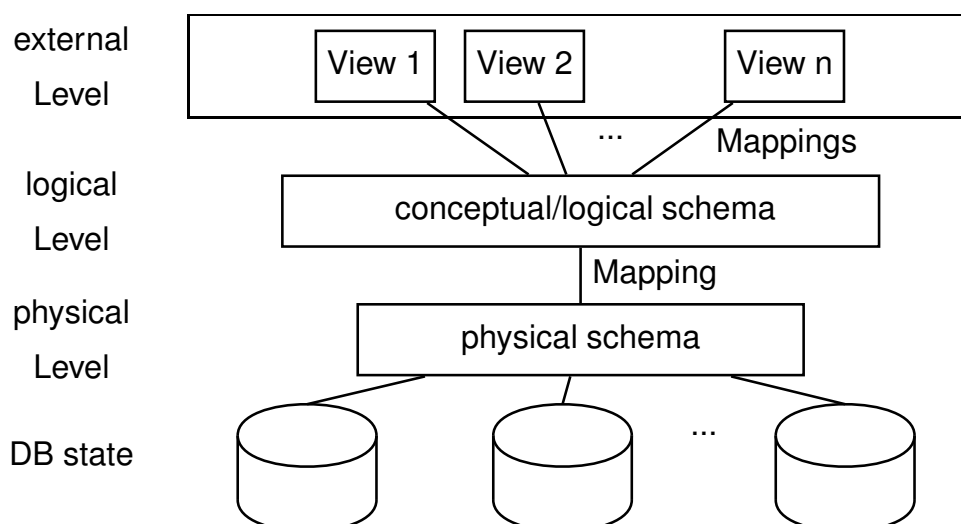 external
Level
View 1 View 2 View n
... Mappings
logical
Level
conceptual/logical schema
Mapping
physical
Level
physical schema
DB state
...